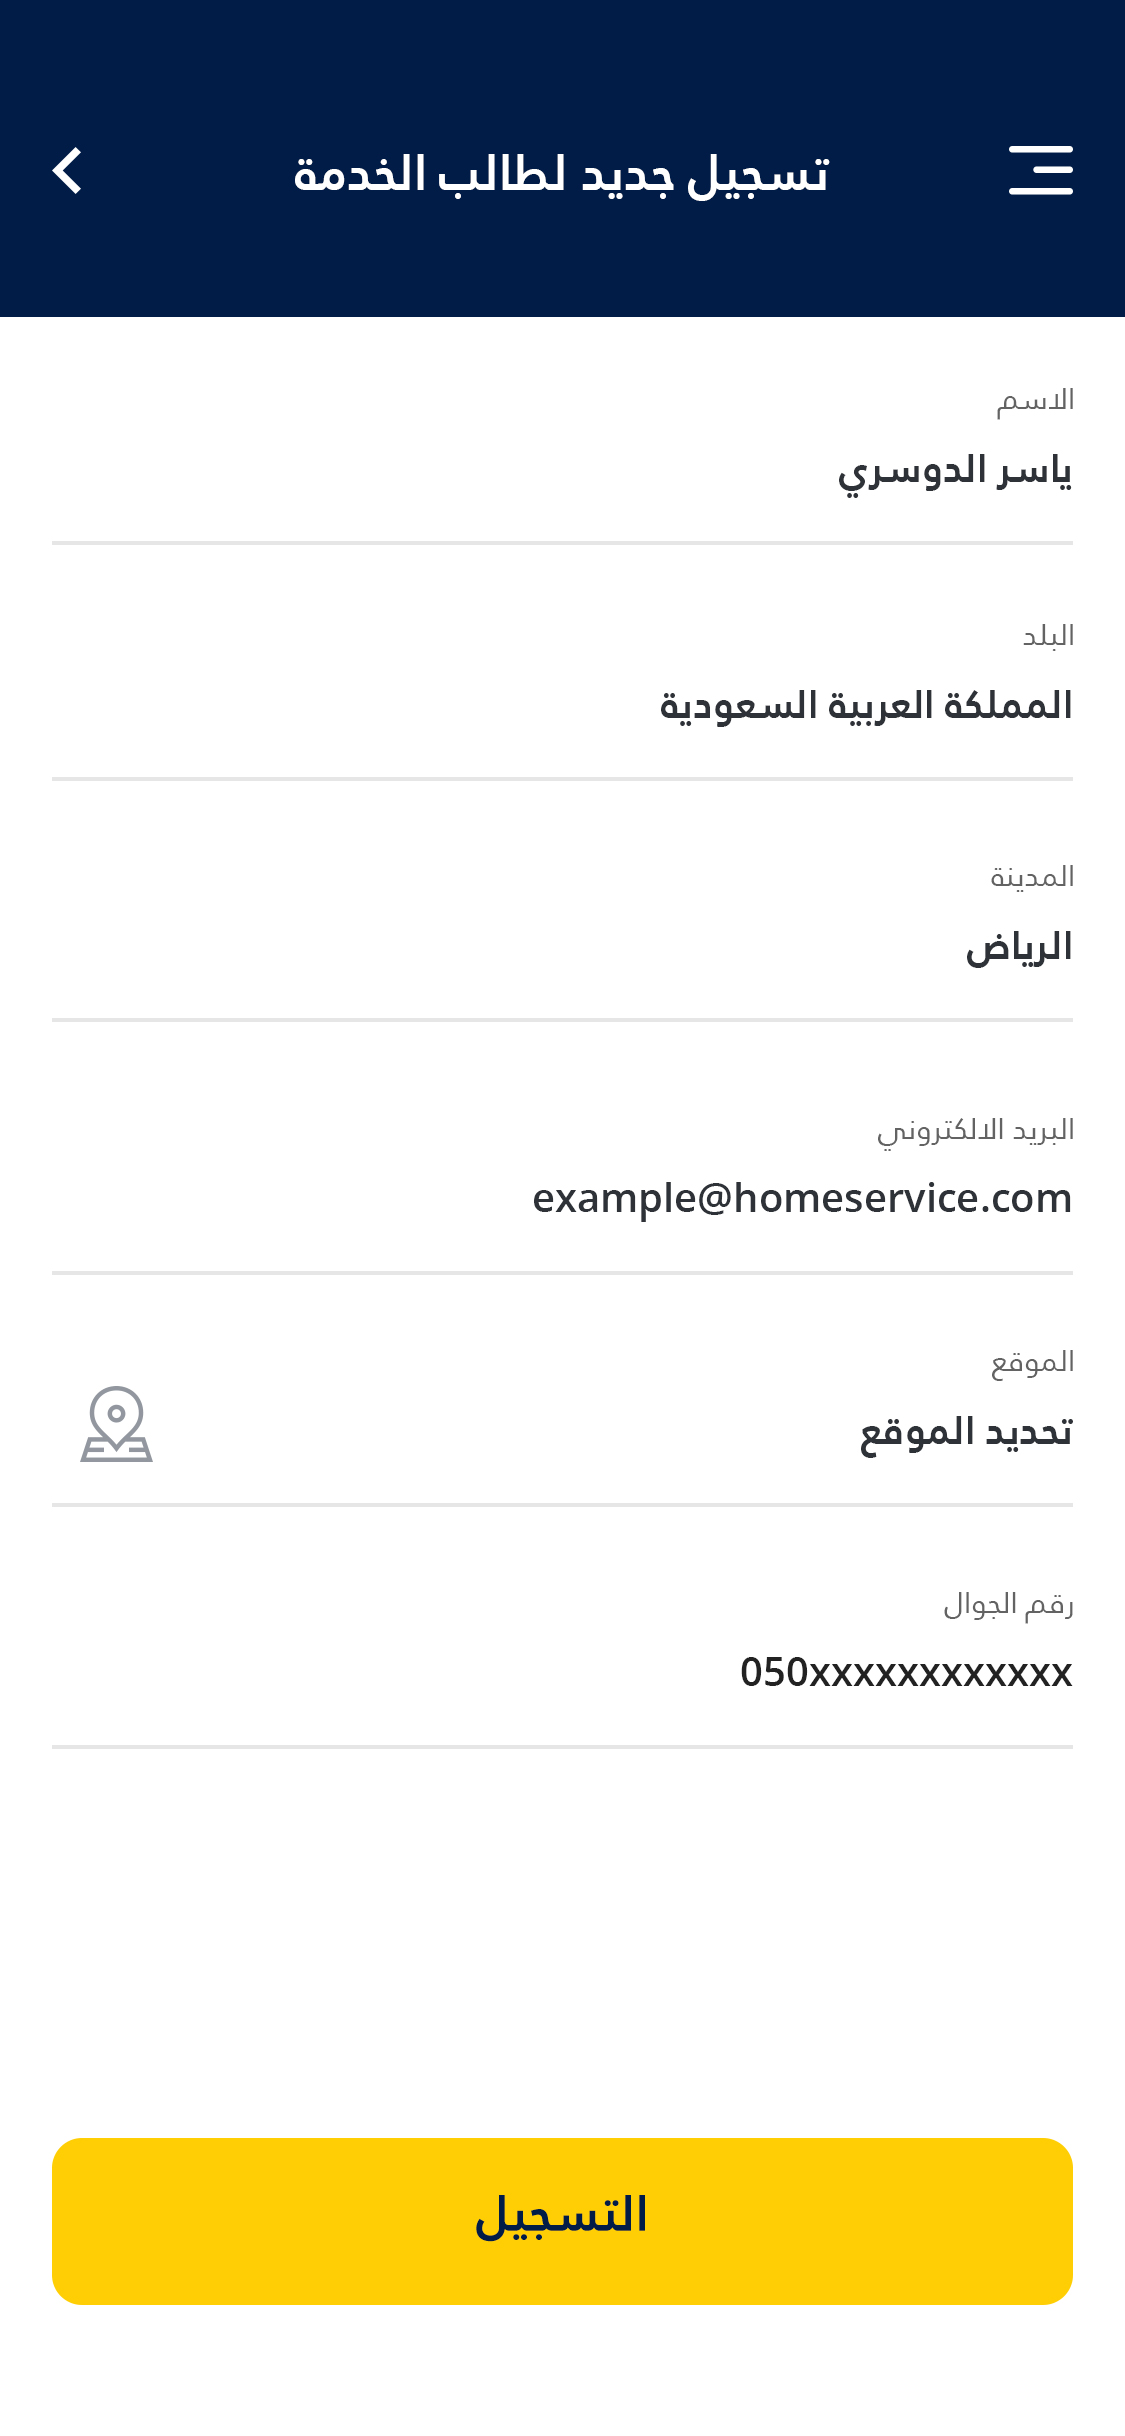 تسجيل جديد لطالب الخدمة
الاسم
ياسر الدوسري
البلد
المملكة العربية السعودية
المدينة
الرياض
البريد الالكتروني
example@homeservice.com
الموقع
تحديد الموقع
رقم الجوال
050xxxxxxxxxxxx
التسجيل